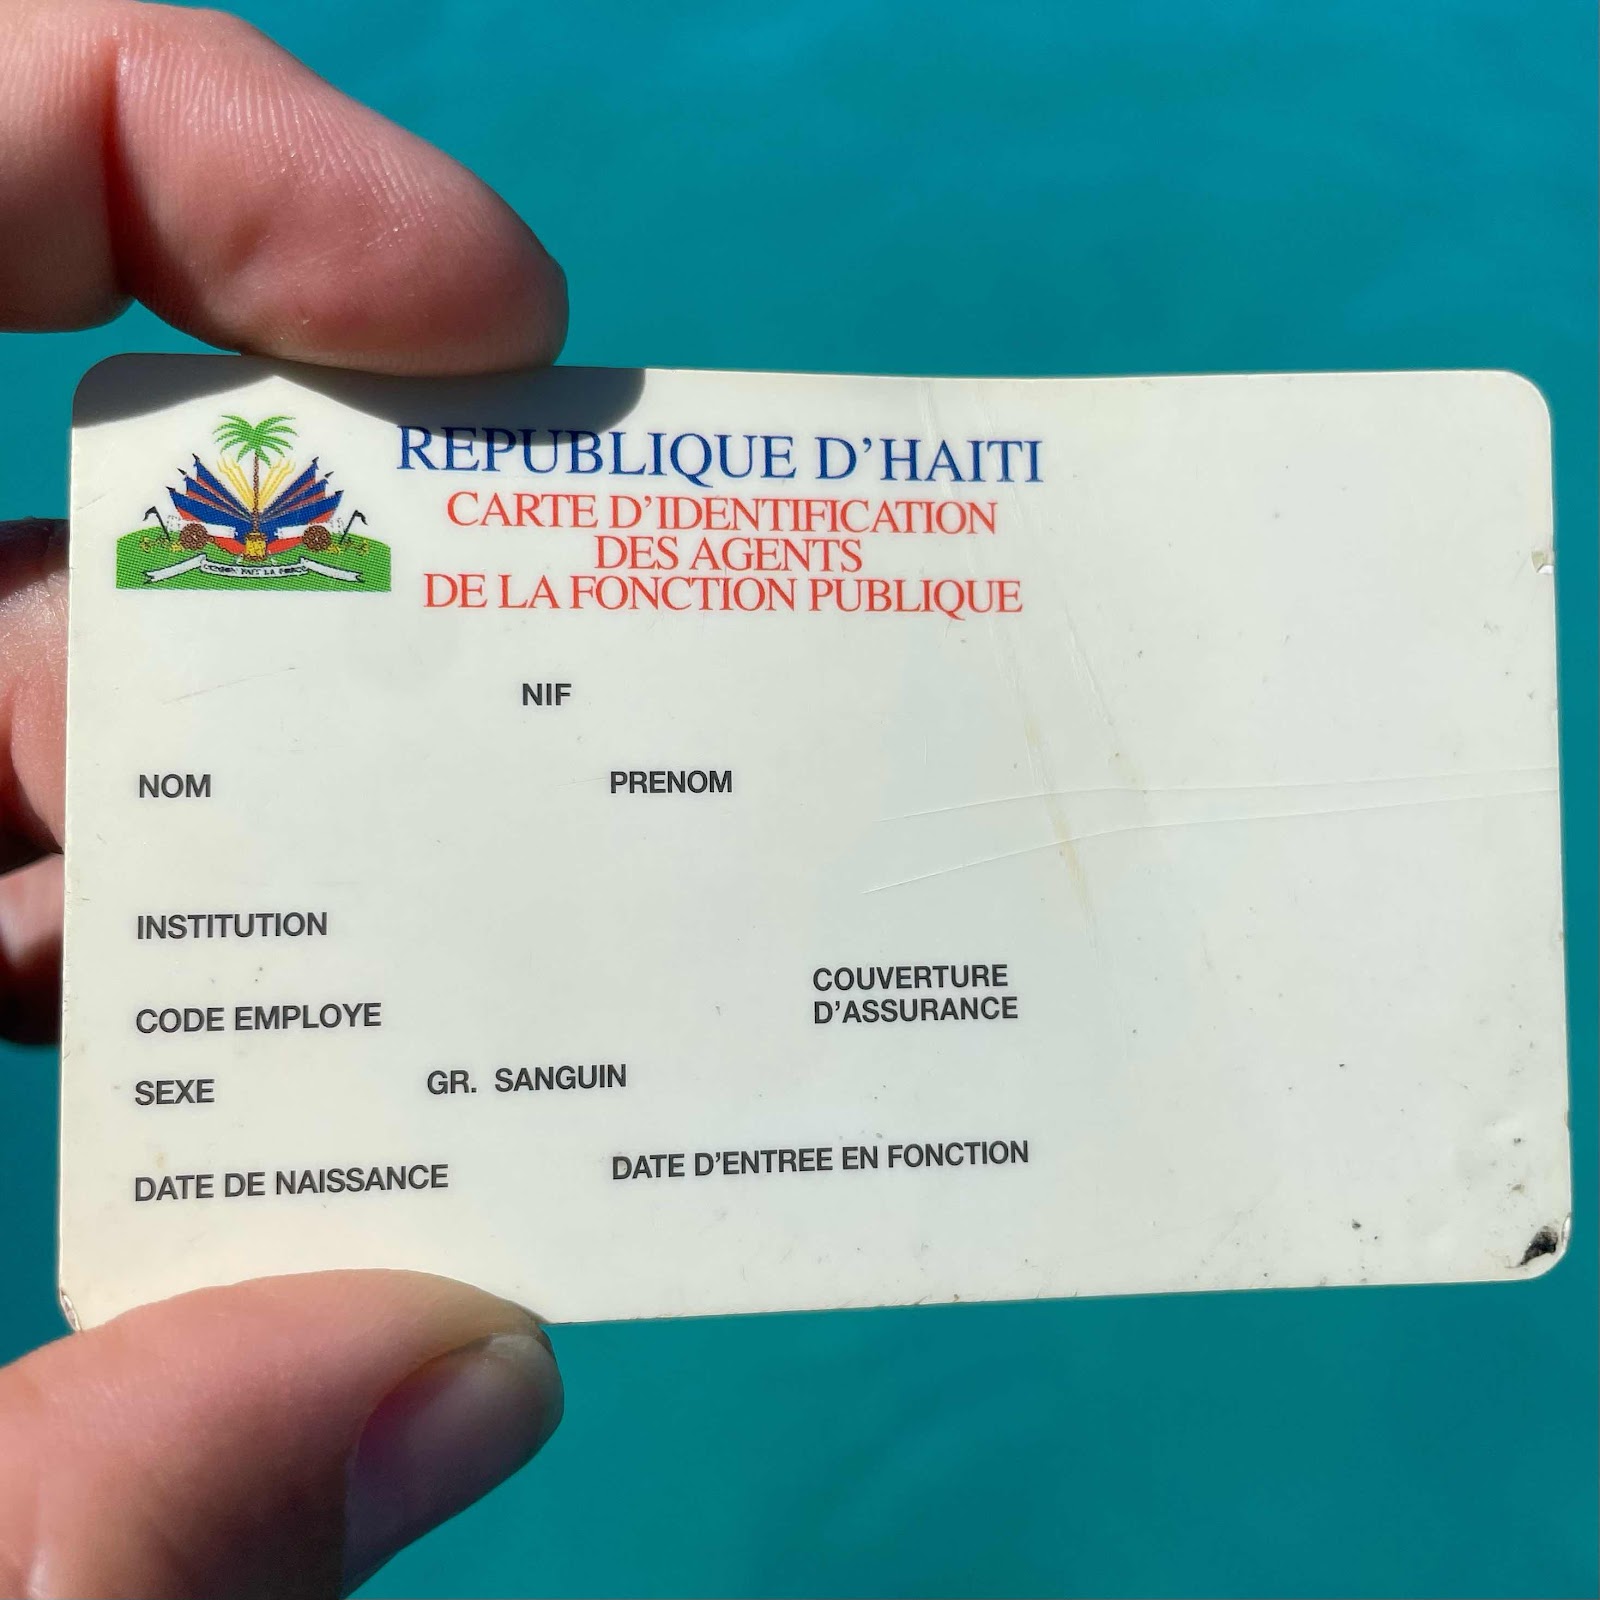 REPUBLIQUE D'HAITI
CARTE D'IDENTIFICATION
DES AGENTS
DE LA FONCTION PUBLIQUE
NIF
NOM PRENOM
INSTITUTION
CODE EMPLOYE
COUVERTURE
D'ASSURANCE
SEXE GR. SANGUIN
DATE DE NAISSANCE DATE D'ENTREE EN FONCTION